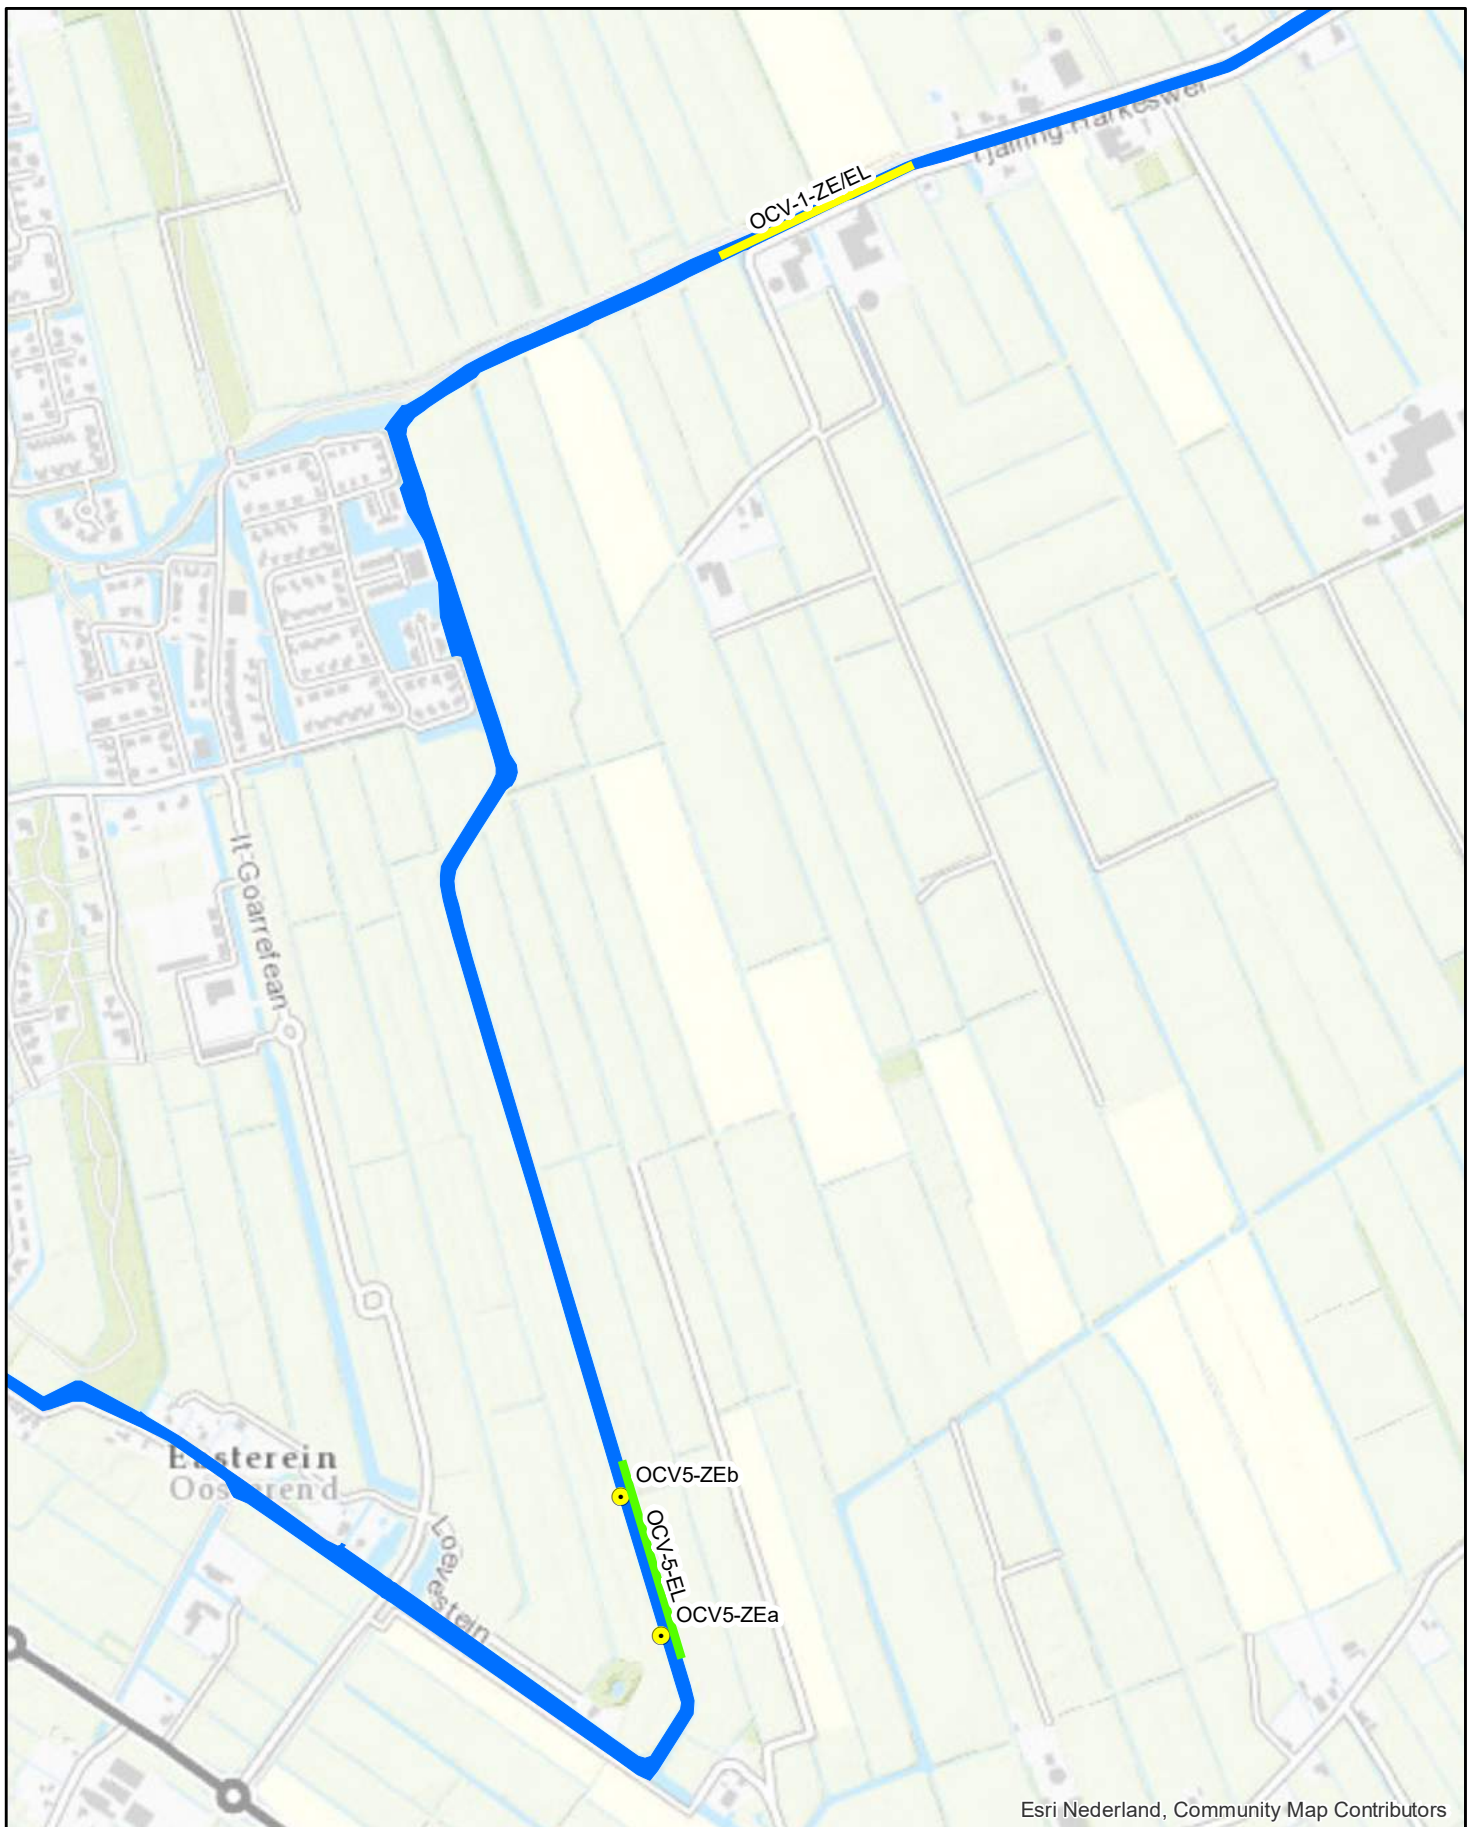 Tjalling Harkeswei
OCV-1-ZE/EL
It Goarrefean
Easterein
Oosterend
OCV5-ZEb
OCV-5-EL
Loevestein
OCV5-ZEa
Esri Nederland, Community Map Contributors